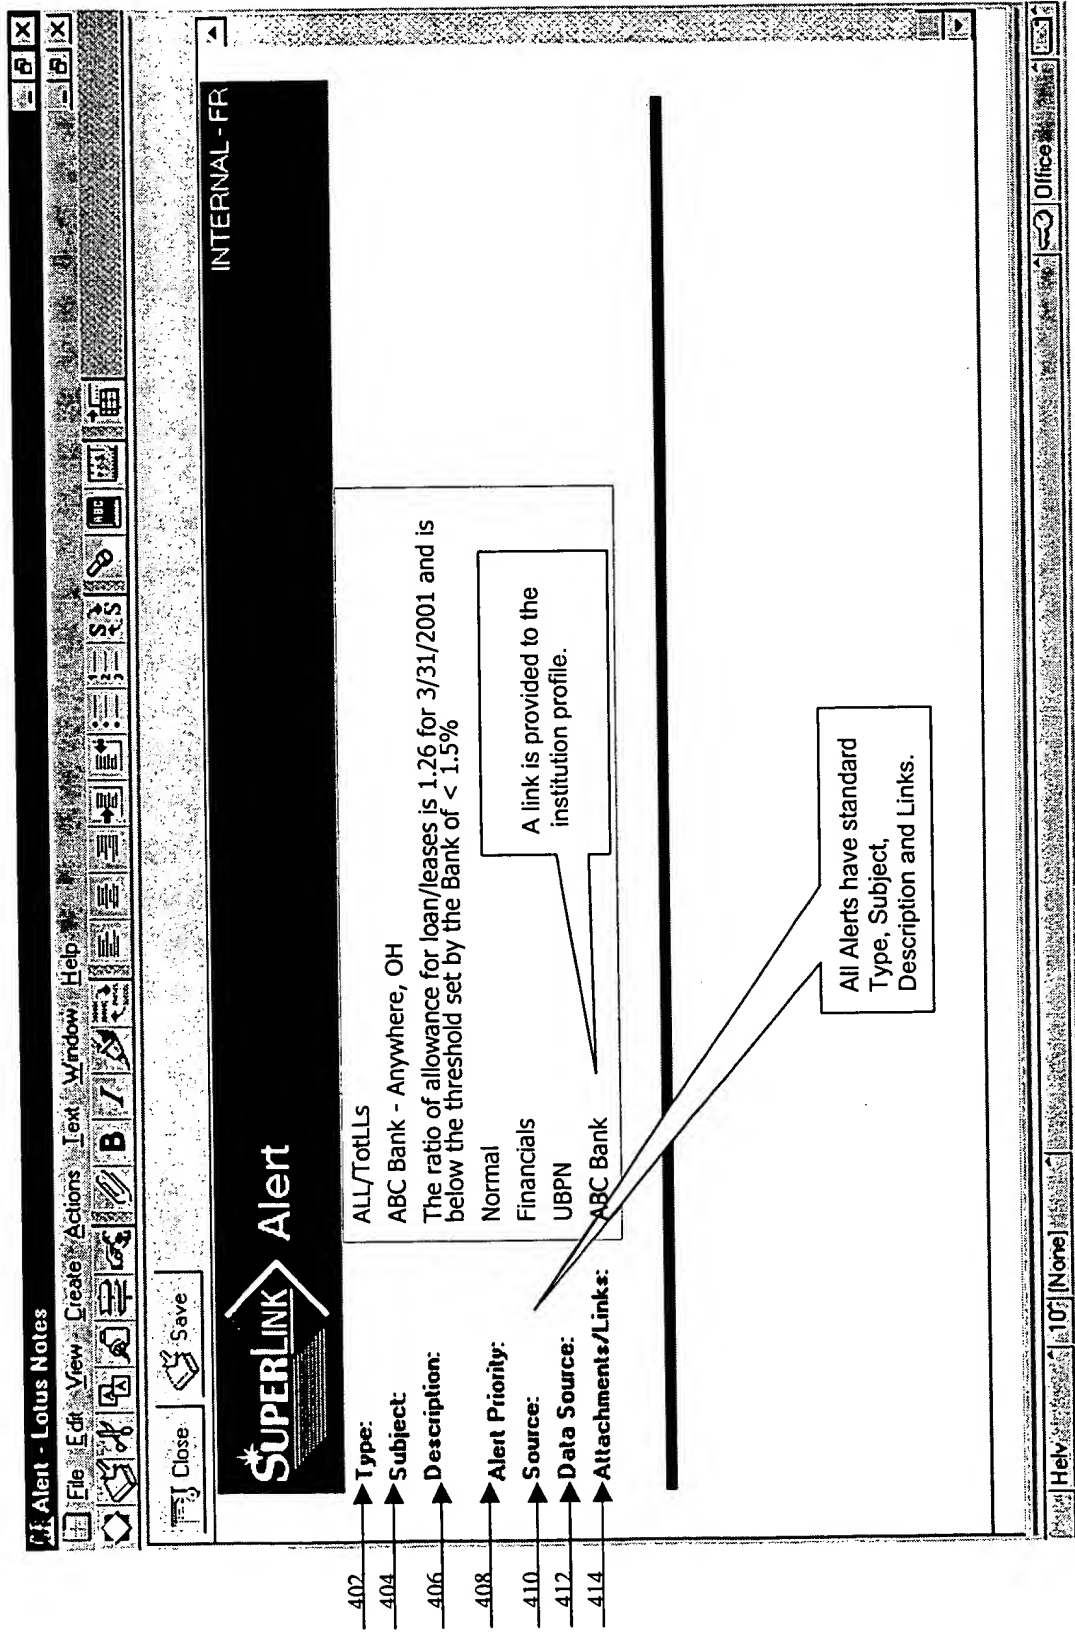 Alert - Lotus Notes
File Edit View Create Actions Text Window Help
Close Save
SUPERLINK Alert
INTERNAL - FR
402 Type: ALL/TotLLs
404 Subject: ABC Bank - Anywhere, OH
406 Description: The ratio of allowance for loan/leases is 1.26 for 3/31/2001 and is
below the threshold set by the Bank of < 1.5%
408 Alert Priority: Normal
410 Source: Financials
412 Data Source: UBPN
414 Attachments/Links: ABC Bank
A link is provided to the
institution profile.
All Alerts have standard
Type, Subject,
Description and Links.
Helv 10 [None] Office